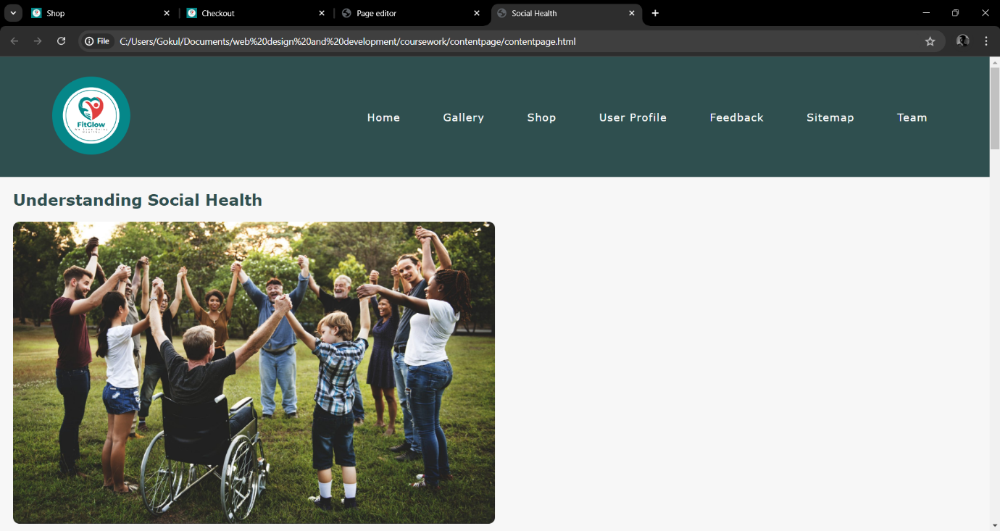 Shop
Checkout
Page editor
Social Health
File
C:/Users/Gokul/Documents/web%20design%20and%20development/coursework/contentpage/contentpage.html
FitGlow
Home Gallery Shop User Profile Feedback Sitemap Team
Understanding Social Health